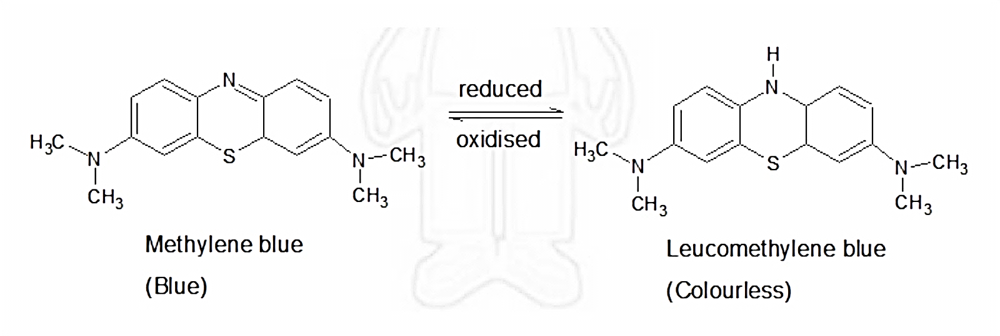 H
N
N
reduced
H₃C
N
S
N
CH₃
oxidised
H₃C
N
S
N
CH₃
CH₃
CH₃
CH₃
CH₃
Methylene blue
(Blue)
Leucomethylene blue
(Colourless)